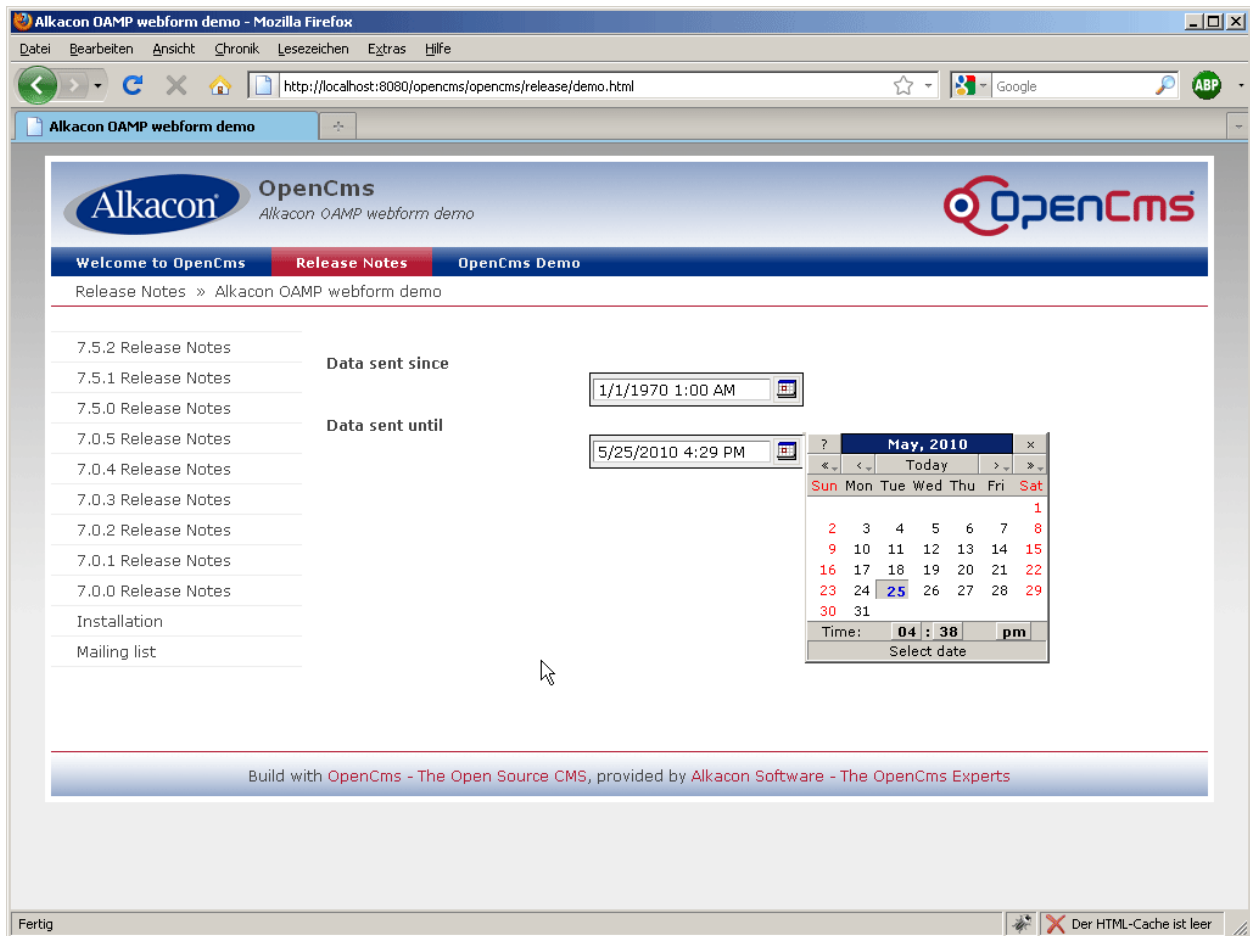 Alkacon OAMP webform demo - Mozilla Firefox
Datei Bearbeiten Ansicht Chronik Lesezeichen Extras Hilfe
http://localhost:8080/opencms/opencms/release/demo.html
Google
ABP
Alkacon OAMP webform demo
Alkacon
OpenCms
Alkacon OAMP webform demo
OpenCms
Welcome to OpenCms Release Notes OpenCms Demo
Release Notes » Alkacon OAMP webform demo
7.5.2 Release Notes
7.5.1 Release Notes
7.5.0 Release Notes
7.0.5 Release Notes
7.0.4 Release Notes
7.0.3 Release Notes
7.0.2 Release Notes
7.0.1 Release Notes
7.0.0 Release Notes
Installation
Mailing list
Data sent since
1/1/1970 1:00 AM
Data sent until
5/25/2010 4:29 PM
? May, 2010 ×
« ‹ Today › »
Sun Mon Tue Wed Thu Fri Sat
1
2 3 4 5 6 7 8
9 10 11 12 13 14 15
16 17 18 19 20 21 22
23 24 25 26 27 28 29
30 31
Time: 04 : 38 pm
Select date
Build with OpenCms - The Open Source CMS, provided by Alkacon Software - The OpenCms Experts
Fertig
Der HTML-Cache ist leer